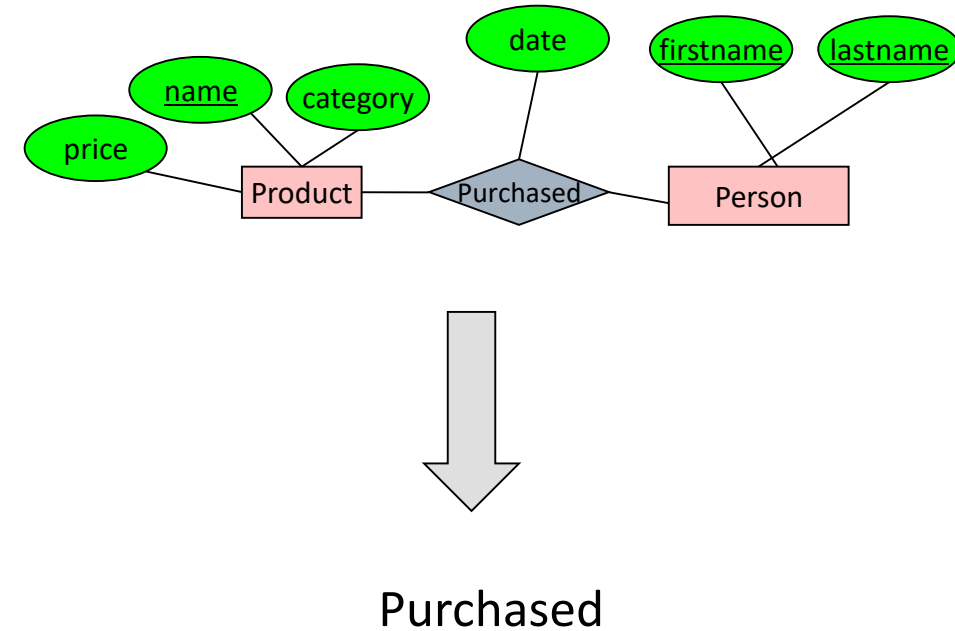 date
firstname
lastname
name
category
price
Product
Purchased
Person
Purchased